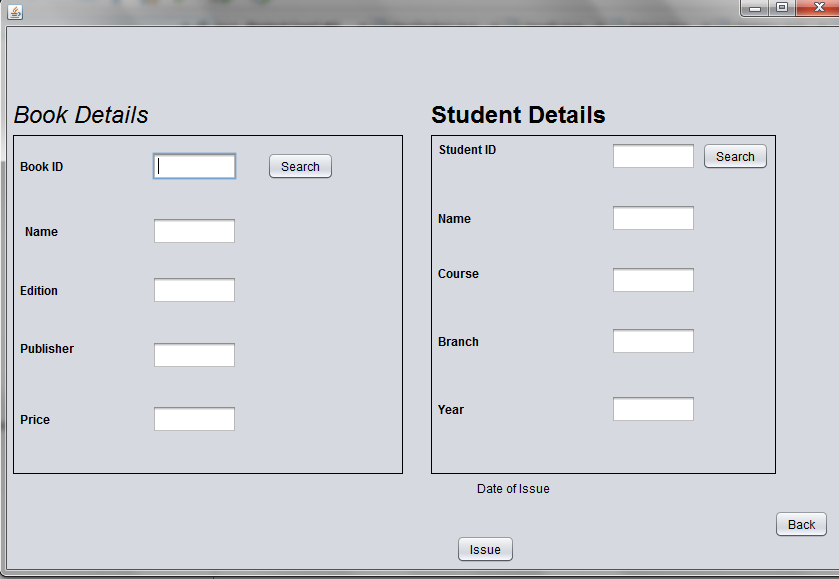 Book Details
Book ID
Search
Name
Edition
Publisher
Price
Student Details
Student ID
Search
Name
Course
Branch
Year
Date of Issue
Back
Issue